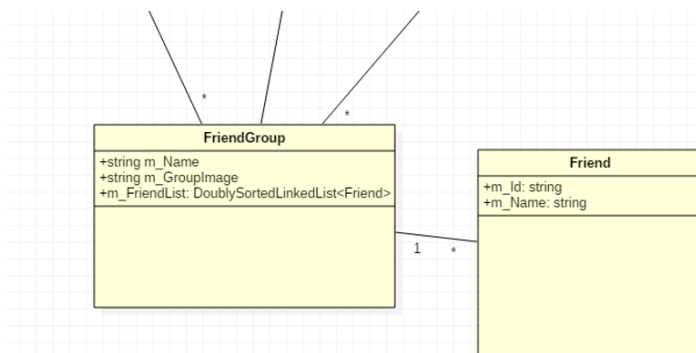 *
*
FriendGroup
+string m_Name
+string m_GroupImage
+m_FriendList: DoublySortedLinkedList<Friend>
1
*
Friend
+m_Id: string
+m_Name: string